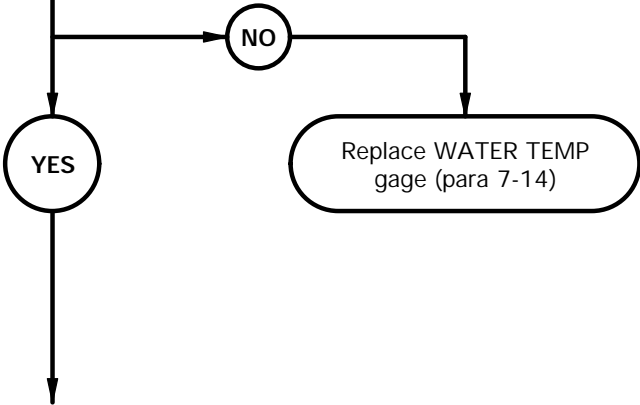 NO
YES
Replace WATER TEMP
gage (para 7-14)